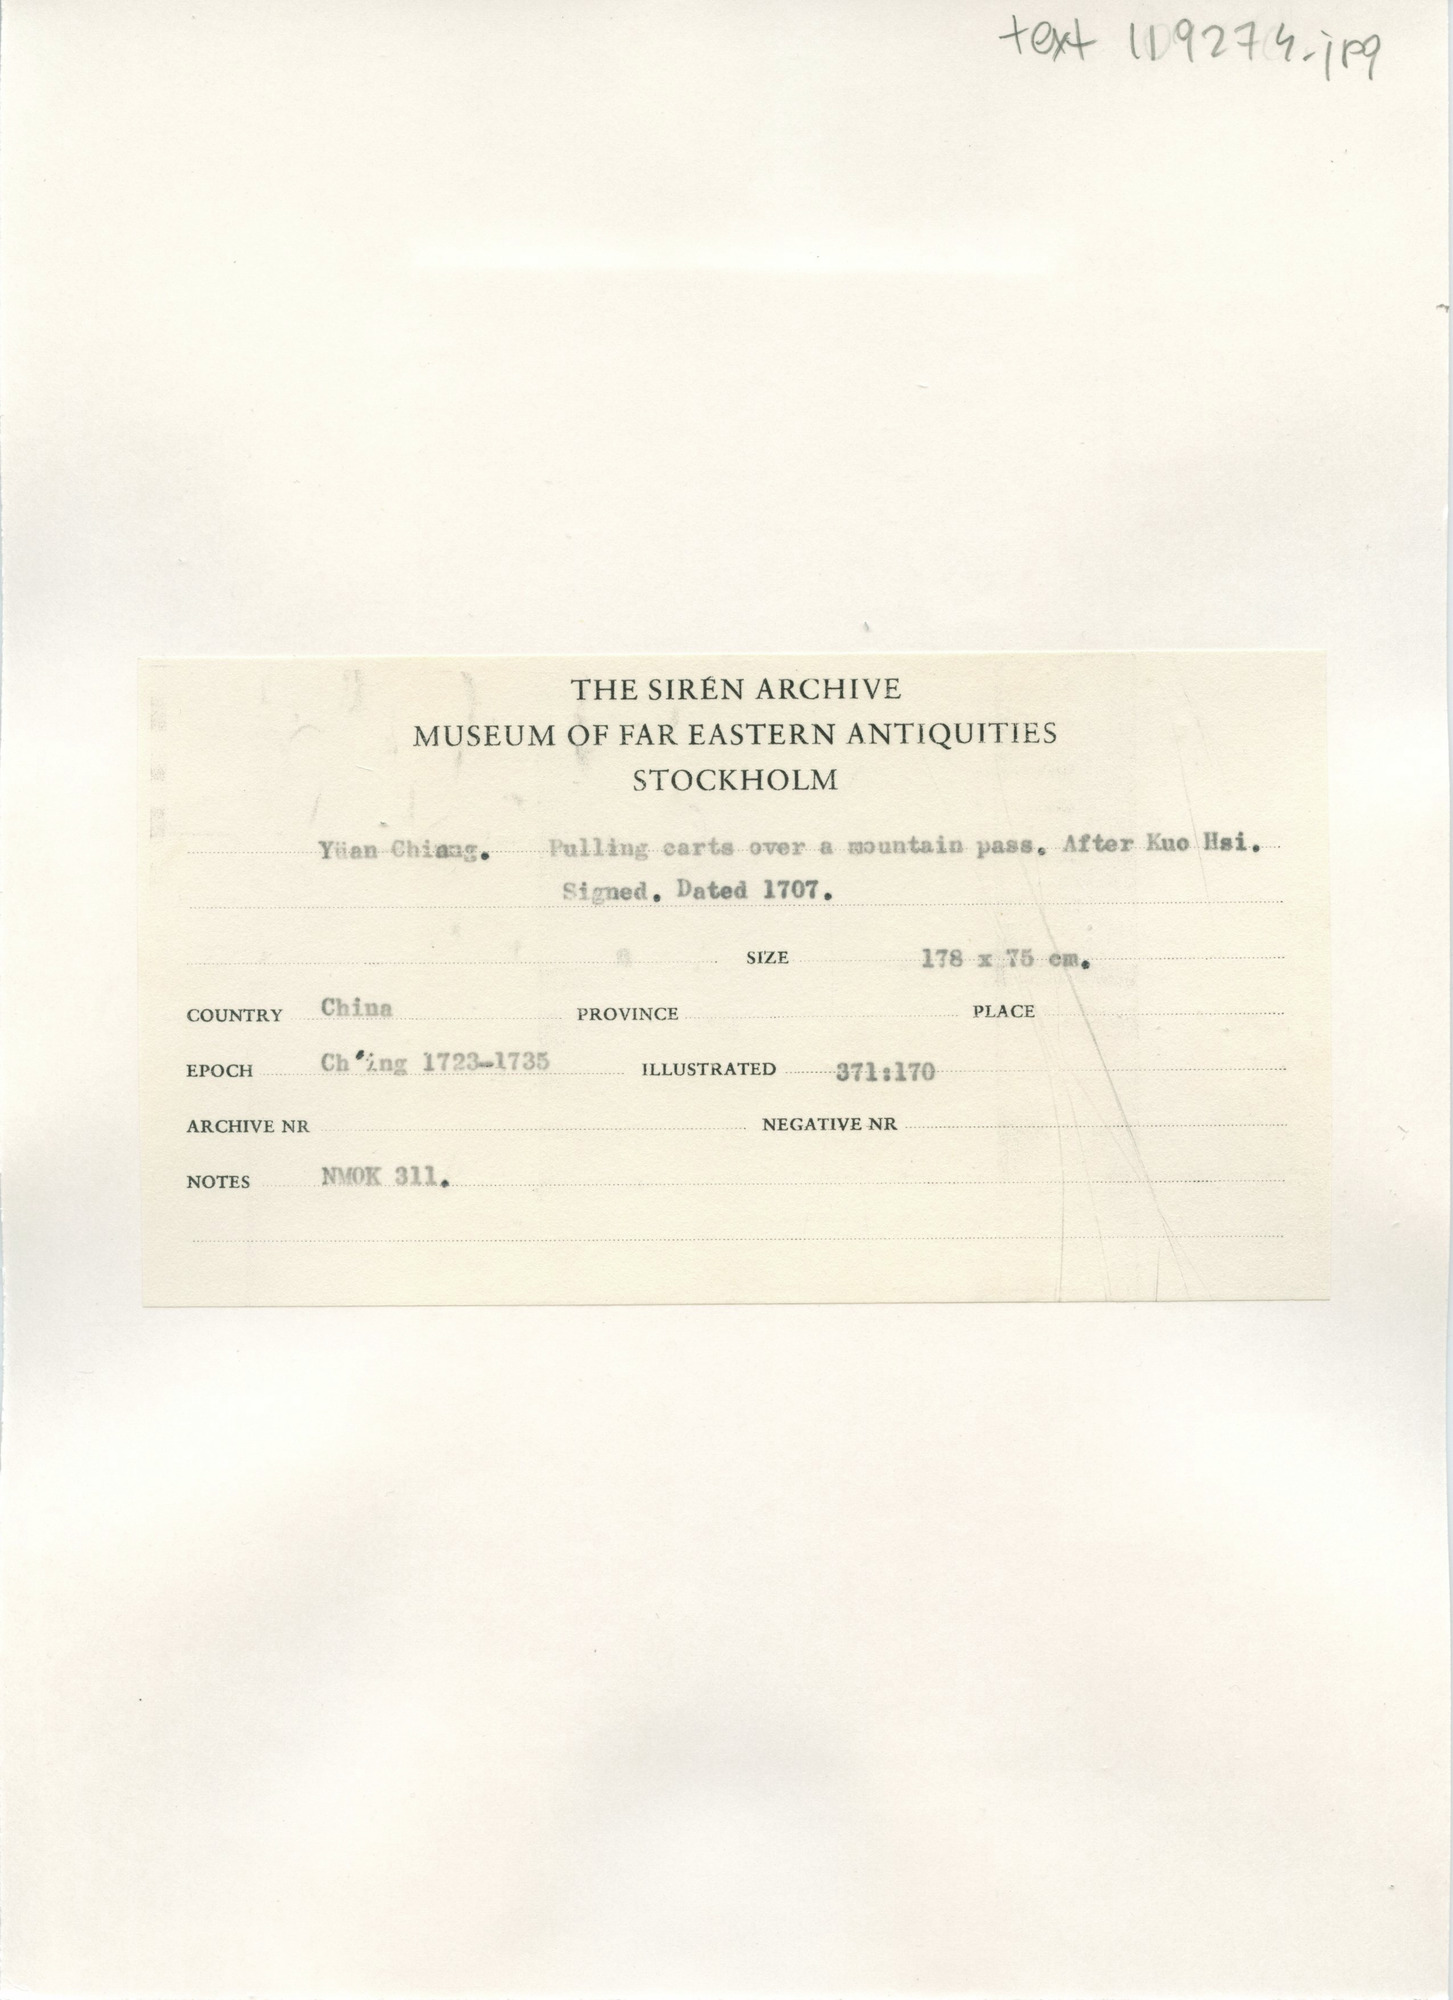 text 119274.jpg
THE SIRÉN ARCHIVE
MUSEUM OF FAR EASTERN ANTIQUITIES
STOCKHOLM
Yüan Chiang. Pulling carts over a mountain pass. After Kuo Hsi.
Signed. Dated 1707.
SIZE 178 x 75 cm.
COUNTRY China PROVINCE PLACE
EPOCH Ch'ing 1723-1735 ILLUSTRATED 371:170
ARCHIVE NR NEGATIVE NR
NOTES NMOK 311.